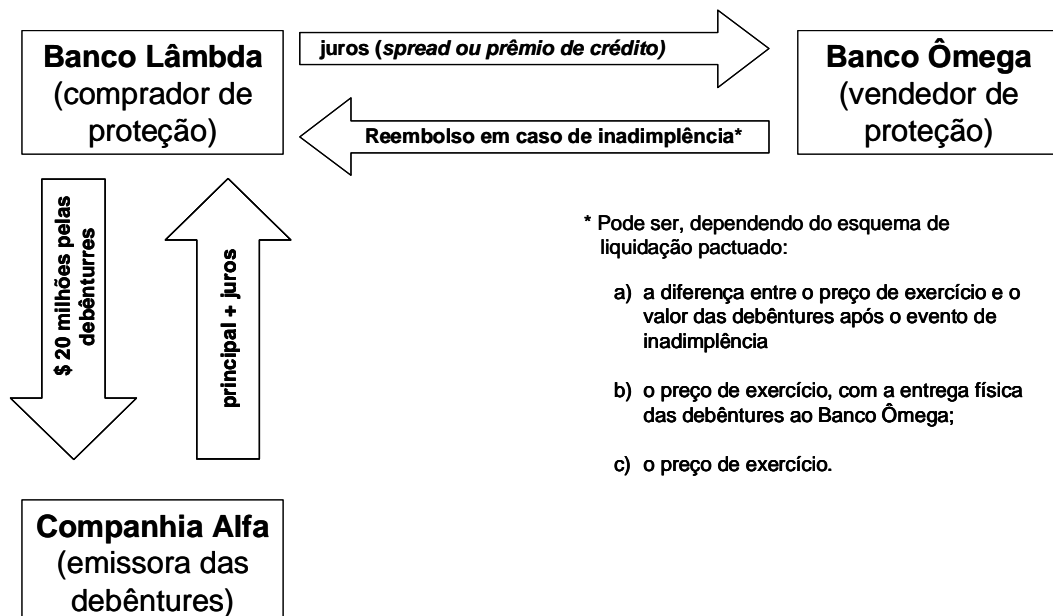 Banco Lâmbda
(comprador de
proteção)
juros (spread ou prêmio de crédito)
Reembolso em caso de inadimplência*
Banco Ômega
(vendedor de
proteção)
$ 20 milhões pelas
debênturres
principal + juros
* Pode ser, dependendo do esquema de
liquidação pactuado:
a) a diferença entre o preço de exercício e o
valor das debêntures após o evento de
inadimplência
b) o preço de exercício, com a entrega física
das debêntures ao Banco Ômega;
c) o preço de exercício.
Companhia Alfa
(emissora das
debêntures)